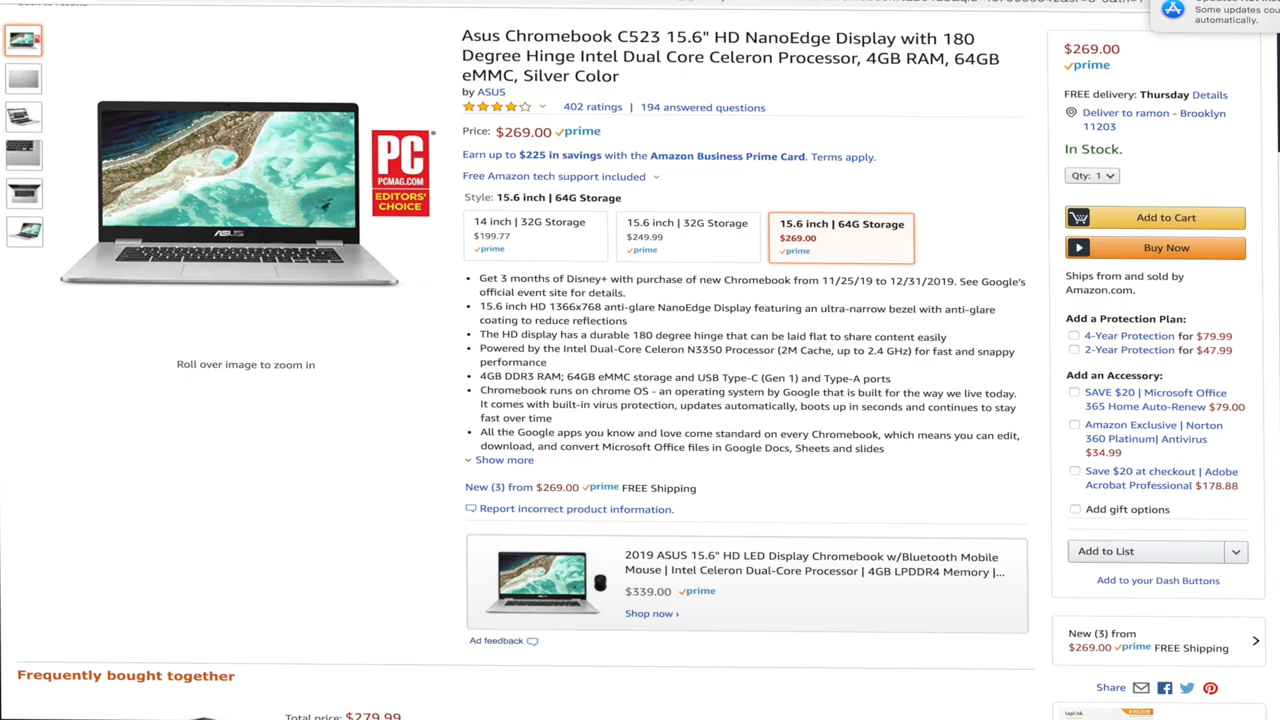 Some updates cou
automatically.
Asus Chromebook C523 15.6" HD NanoEdge Display with 180
Degree Hinge Intel Dual Core Celeron Processor, 4GB RAM, 64GB
eMMC, Silver Color
by ASUS
402 ratings | 194 answered questions
Price: $269.00 prime
Earn up to $225 in savings with the Amazon Business Prime Card. Terms apply.
Free Amazon tech support included
Style: 15.6 inch | 64G Storage
14 inch | 32G Storage
$199.77
prime
15.6 inch | 32G Storage
$249.99
prime
15.6 inch | 64G Storage
$269.00
prime
• Get 3 months of Disney+ with purchase of new Chromebook from 11/25/19 to 12/31/2019. See Google's
official event site for details.
• 15.6 inch HD 1366x768 anti-glare NanoEdge Display featuring an ultra-narrow bezel with anti-glare
coating to reduce reflections
• The HD display has a durable 180 degree hinge that can be laid flat to share content easily
• Powered by the Intel Dual-Core Celeron N3350 Processor (2M Cache, up to 2.4 GHz) for fast and snappy
performance
• 4GB DDR3 RAM; 64GB eMMC storage and USB Type-C (Gen 1) and Type-A ports
• Chromebook runs on chrome OS - an operating system by Google that is built for the way we live today.
It comes with built-in virus protection, updates automatically, boots up in seconds and continues to stay
fast over time
• All the Google apps you know and love come standard on every Chromebook, which means you can edit,
download, and convert Microsoft Office files in Google Docs, Sheets and slides
Show more
New (3) from $269.00 prime FREE Shipping
Report incorrect product information.
2019 ASUS 15.6" HD LED Display Chromebook w/Bluetooth Mobile
Mouse | Intel Celeron Dual-Core Processor | 4GB LPDDR4 Memory |...
$339.00 prime
Shop now ›
Ad feedback
PC
PCMAG.COM
EDITORS'
CHOICE
ASUS
Roll over image to zoom in
$269.00
prime
FREE delivery: Thursday Details
Deliver to ramon - Brooklyn
11203
In Stock.
Qty: 1
Add to Cart
Buy Now
Ships from and sold by
Amazon.com.
Add a Protection Plan:
4-Year Protection for $79.99
2-Year Protection for $47.99
Add an Accessory:
SAVE $20 | Microsoft Office
365 Home Auto-Renew $79.00
Amazon Exclusive | Norton
360 Platinum| Antivirus
$34.99
Save $20 at checkout | Adobe
Acrobat Professional $178.88
Add gift options
Add to List
Add to your Dash Buttons
New (3) from
$269.00 prime FREE Shipping
Share
Frequently bought together
Total price: $279.99